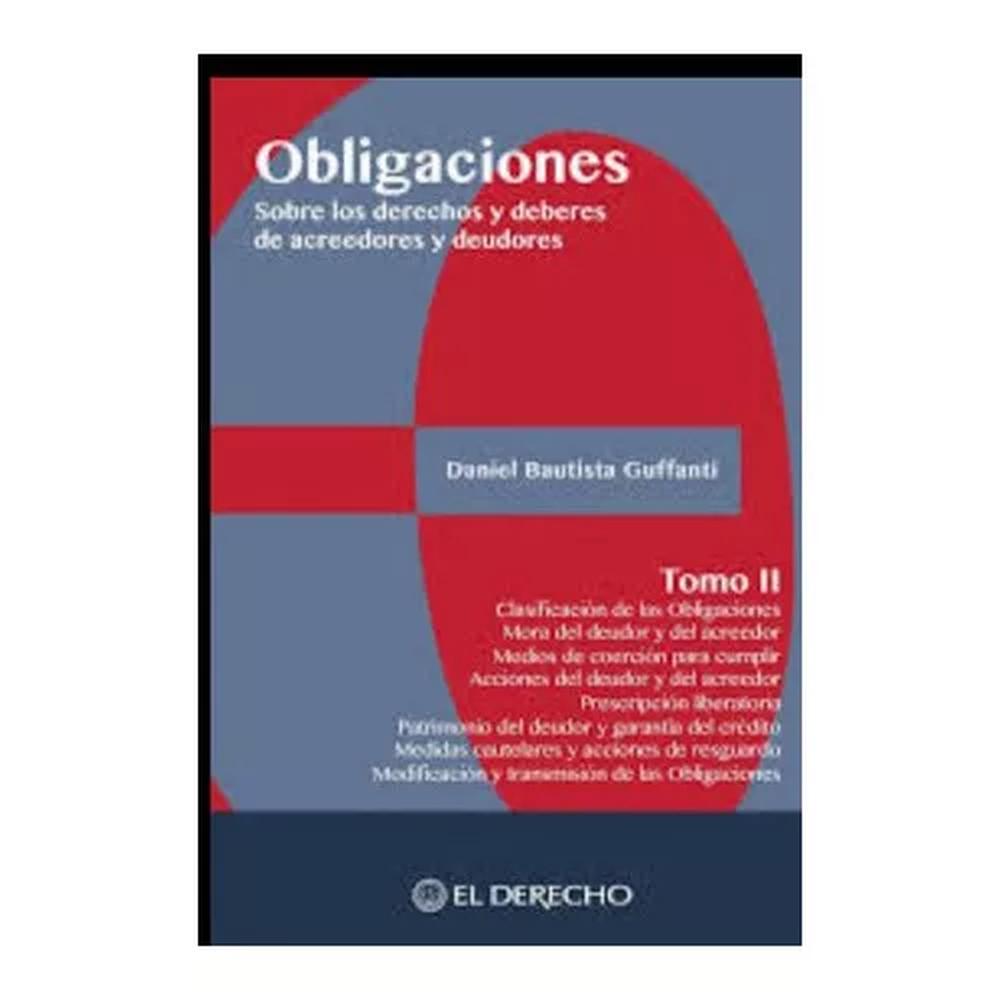 Obligaciones
Sobre los derechos y deberes
de acreedores y deudores
Daniel Bautista Guffanti
Tomo II
Clasificación de las Obligaciones
Mora del deudor y del acreedor
Medios de coerción para cumplir
Acciones del deudor y del acreedor
Prescripción liberatoria
Patrimonio del deudor y garantía del crédito
Medidas cautelares y acciones de resguardo
Modificación y transmisión de las Obligaciones
EL DERECHO